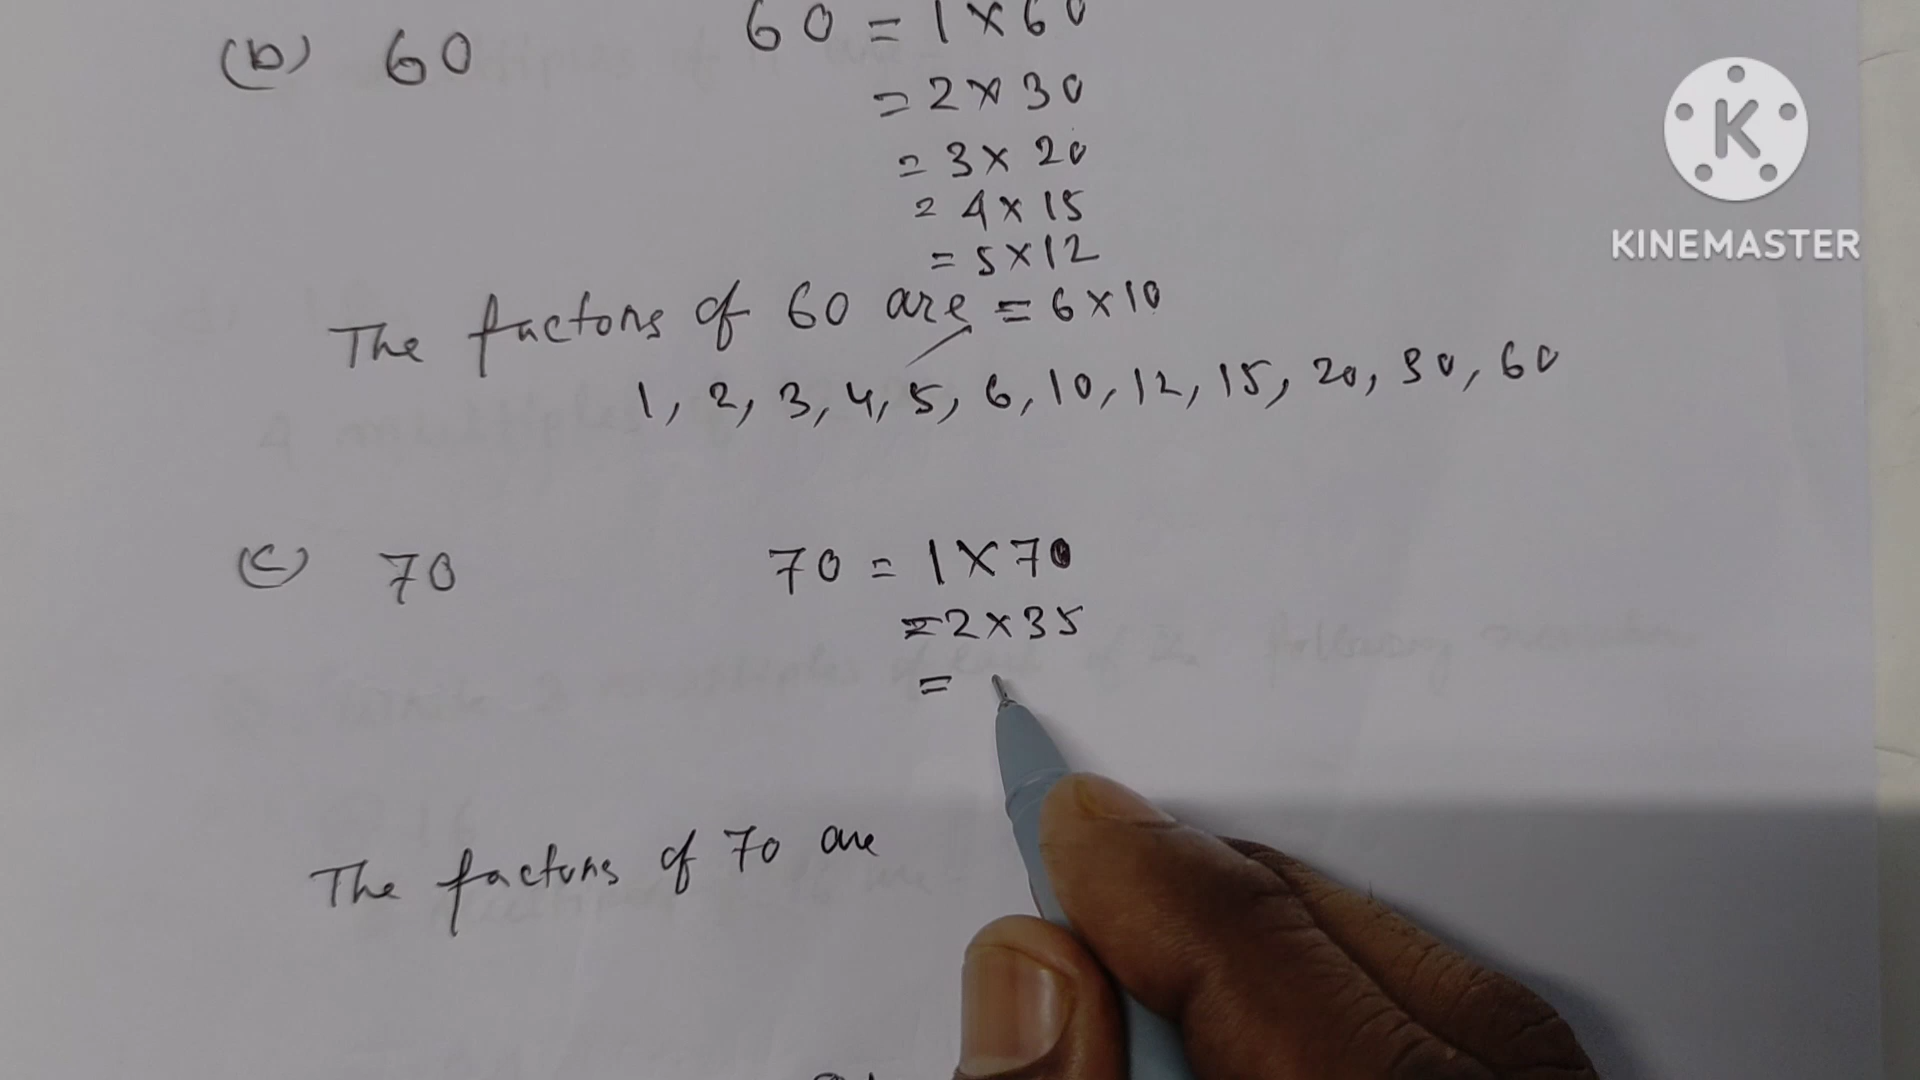 (b) 60 60 = 1 × 60
= 2 × 30
= 3 × 20
= 4 × 15
= 5 × 12
The factors of 60 are = 6 × 10
1, 2, 3, 4, 5, 6, 10, 12, 15, 20, 30, 60
(c) 70 70 = 1 × 70
= 2 × 35
=
The factors of 70 are
K
KINEMASTER